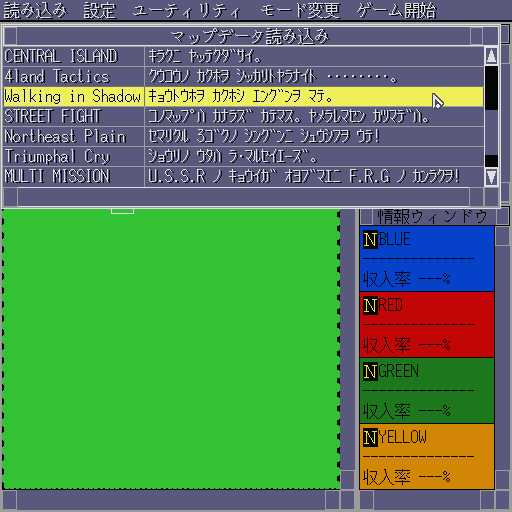 読み込み 設定 ユーティリティ モード変更 ゲーム開始
マップデータ読み込み
CENTRAL ISLAND ｷﾗｸﾆ ﾔｯﾃｸﾀﾞｻｲ。
4land Tactics ｸｳｺｳﾉ ｶｸﾎｦ ｼｯｶﾘﾄﾔﾗﾅｲﾄ ････････。
Walking in Shadow ｷｮｳﾄｳﾎｦ ｶｸﾎｼ ｴﾝｸﾞﾝｦ ﾏﾃ。
STREET FIGHT ｺﾉﾏｯﾌﾟﾊ ｶﾅﾗｽﾞ ｶﾃﾏｽ。 ﾔﾒﾗﾚﾏｾﾝ ｶﾘﾏﾃﾞﾊ。
Northeast Plain ｾﾏﾘｸﾙ 3ｺﾞｸﾉ ｼﾝｸﾞﾝﾆ ｼｭｳｼﾌｦ ｳﾃ!
Triumphal Cry ｼｮｳﾘﾉ ｳﾀﾊ ﾗ･ﾏﾙｾｲｴｰｽﾞ。
MULTI MISSION U.S.S.R ﾉ ｷｮｳｲｶﾞ ｵﾖﾌﾞﾏｴﾆ F.R.G ﾉ ｶﾝﾗｸｦ!
情報ウィンドウ
N BLUE
--------------
収入率 ---%
N RED
--------------
収入率 ---%
N GREEN
--------------
収入率 ---%
N YELLOW
--------------
収入率 ---%